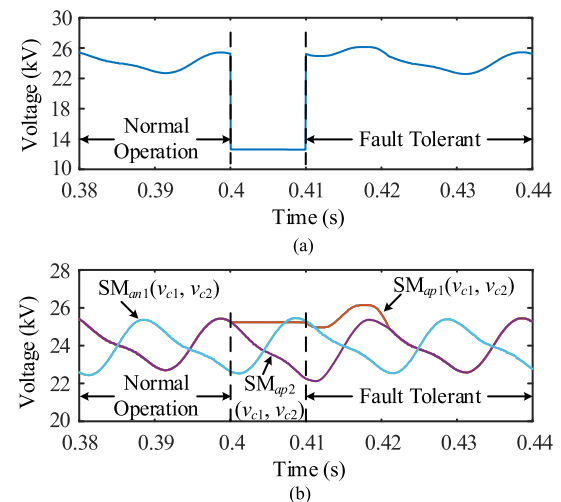 30
26
22
18
14
10
Voltage (kV)
Normal
Operation
Fault Tolerant
0.38 0.39 0.4 0.41 0.42 0.43 0.44
Time (s)
(a)
28
26
24
22
20
Voltage (kV)
SMan1(vc1, vc2)
SMap1(vc1, vc2)
SMap2
(vc1, vc2)
Normal
Operation
Fault Tolerant
0.38 0.39 0.4 0.41 0.42 0.43 0.44
Time (s)
(b)